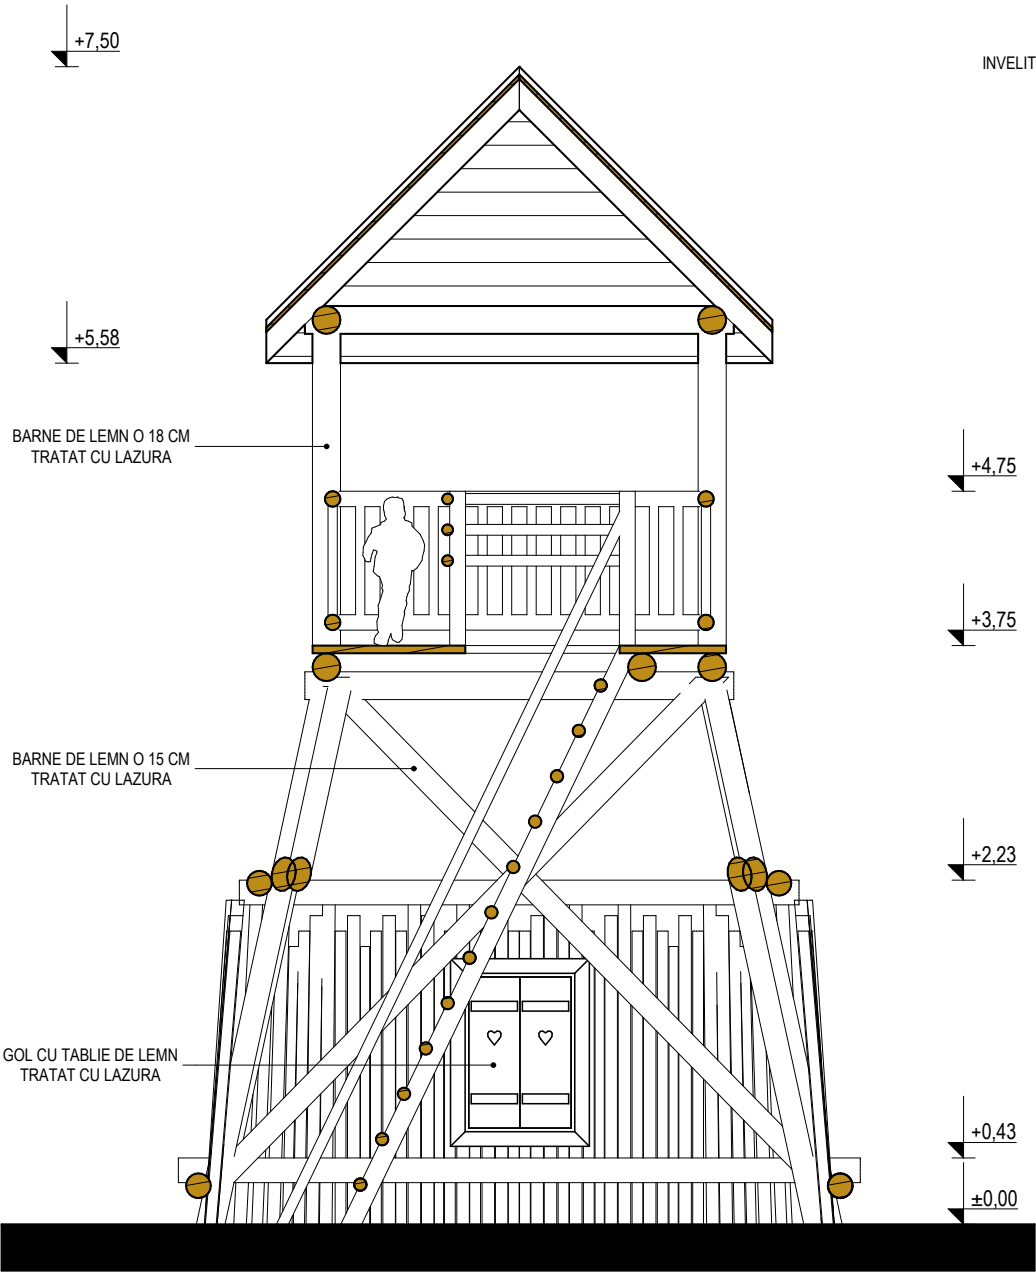 +7,50
INVELIT
+5,58
BARNE DE LEMN O 18 CM
TRATAT CU LAZURA
+4,75
+3,75
BARNE DE LEMN O 15 CM
TRATAT CU LAZURA
+2,23
GOL CU TABLIE DE LEMN
TRATAT CU LAZURA
+0,43
±0,00